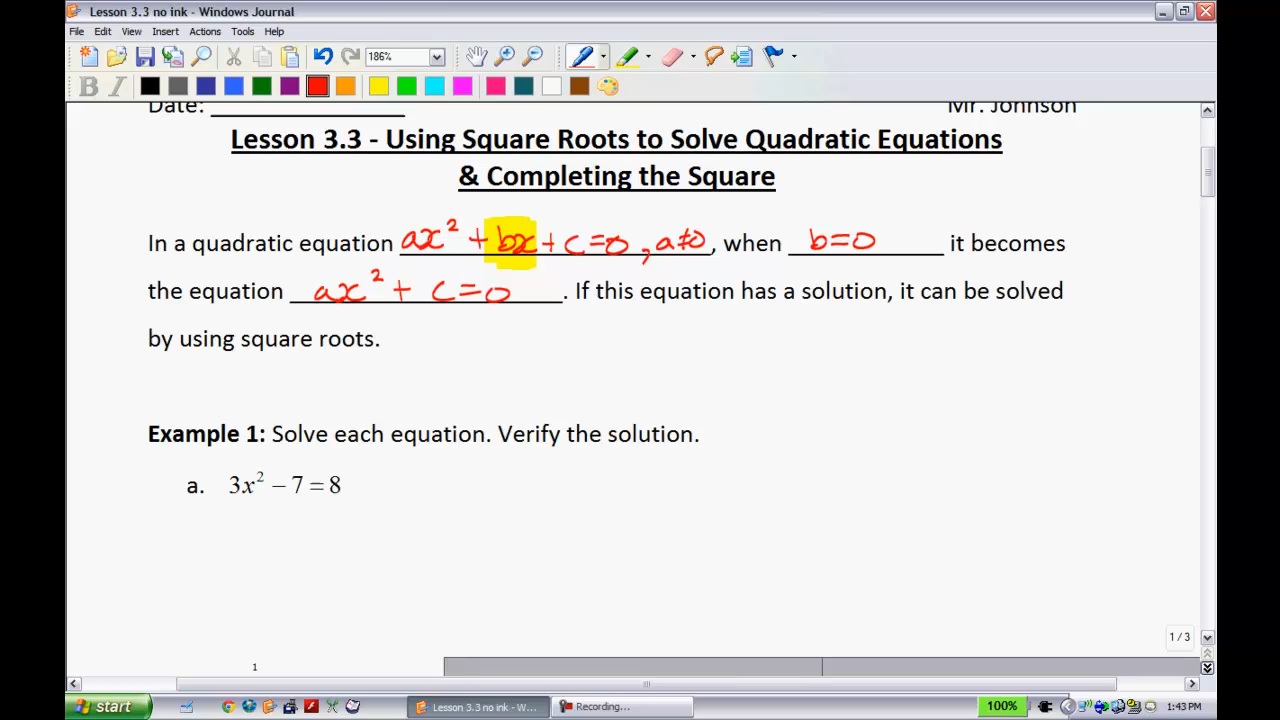 Lesson 3.3 no ink - Windows Journal
File Edit View Insert Actions Tools Help
186%
B I
Date: ____________ Mr. Johnson
Lesson 3.3 - Using Square Roots to Solve Quadratic Equations
& Completing the Square
In a quadratic equation ax² + bx + c = 0, a≠0, when b=0 it becomes
the equation ax² + c=0. If this equation has a solution, it can be solved
by using square roots.
Example 1: Solve each equation. Verify the solution.
a. 3x² − 7 = 8
1 / 3
1
start Lesson 3.3 no ink - W... Recording... 100% 1:43 PM